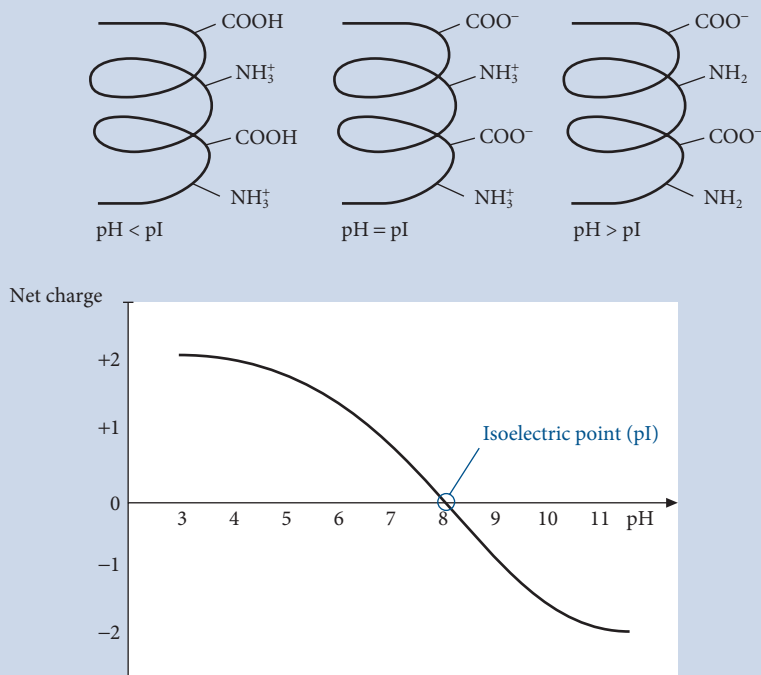 COOH COO⁻ COO⁻
NH₃⁺ NH₃⁺ NH₂
COOH COO⁻ COO⁻
NH₃⁺ NH₃⁺ NH₂
pH < pI pH = pI pH > pI
Net charge
+2
+1
Isoelectric point (pI)
0
3 4 5 6 7 8 9 10 11 pH
−1
−2